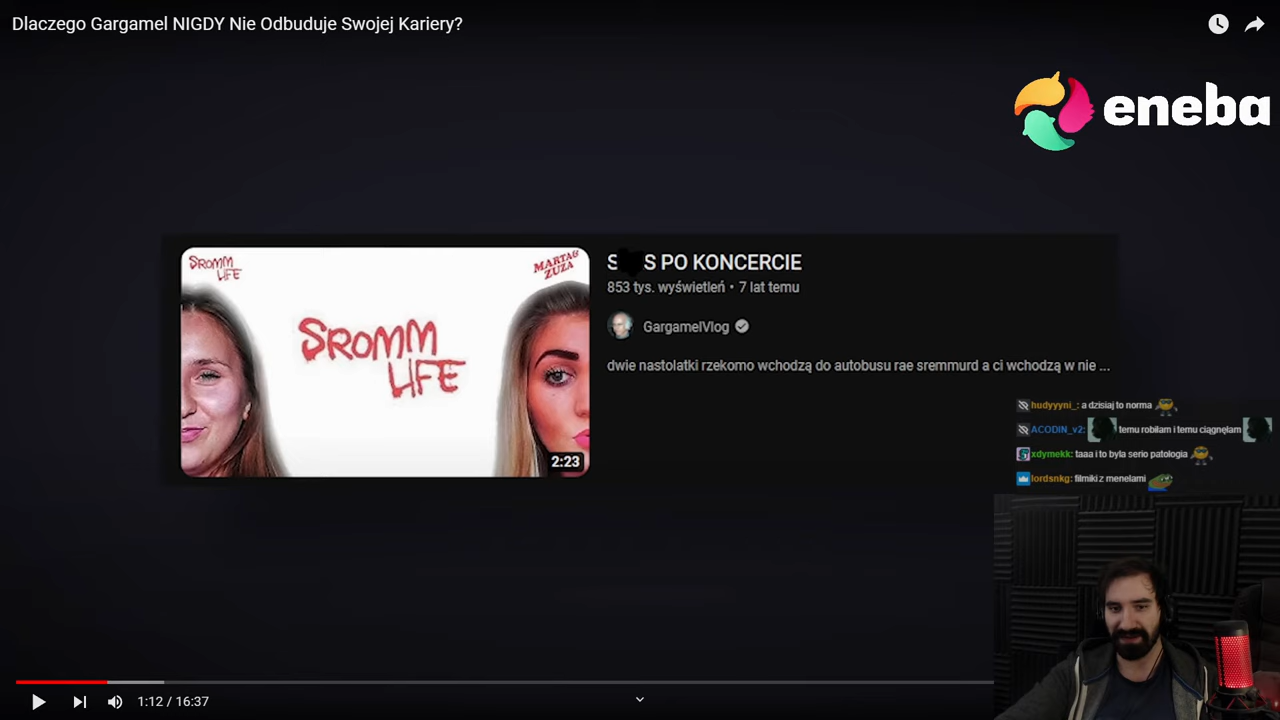 Dlaczego Gargamel NIGDY Nie Odbuduje Swojej Kariery?
eneba
SROMM
LIFE
MARTA&
ZUZA
SROMM
LIFE
2:23
S S PO KONCERCIE
853 tys. wyświetleń • 7 lat temu
GargamelVlog
dwie nastolatki rzekomo wchodzą do autobusu rae sremmurd a ci wchodzą w nie ...
hudyyyni_: a dzisiaj to norma
ACODIN_v2: temu robiłam i temu ciągnęłam
xdymekk: taaa i to była serio patologia
lordsnkg: filmiki z menelami
1:12 / 16:37